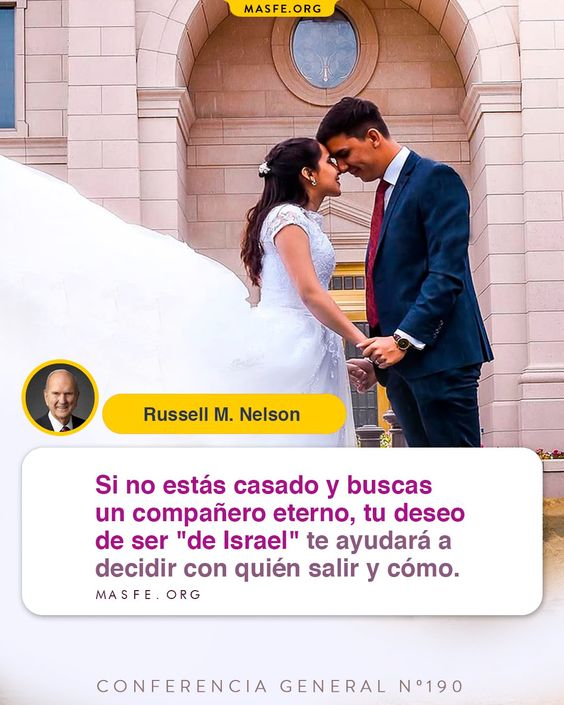 MASFE.ORG
Russell M. Nelson
Si no estás casado y buscas
un compañero eterno, tu deseo
de ser "de Israel" te ayudará a
decidir con quién salir y cómo.
MASFE.ORG
CONFERENCIA GENERAL Nº190